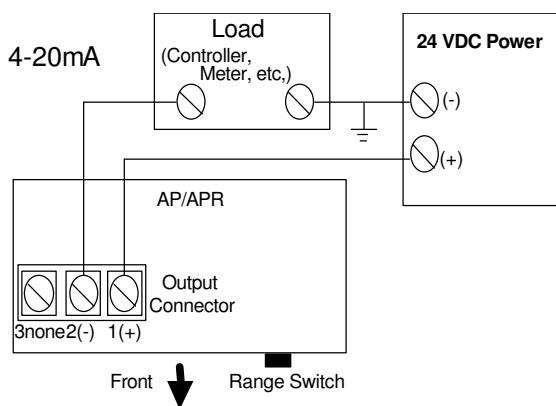 4-20mA
Load
(Controller,
Meter, etc,)
24 VDC Power
(-)
(+)
AP/APR
Output
Connector
3none2(-) 1(+)
Front
Range Switch